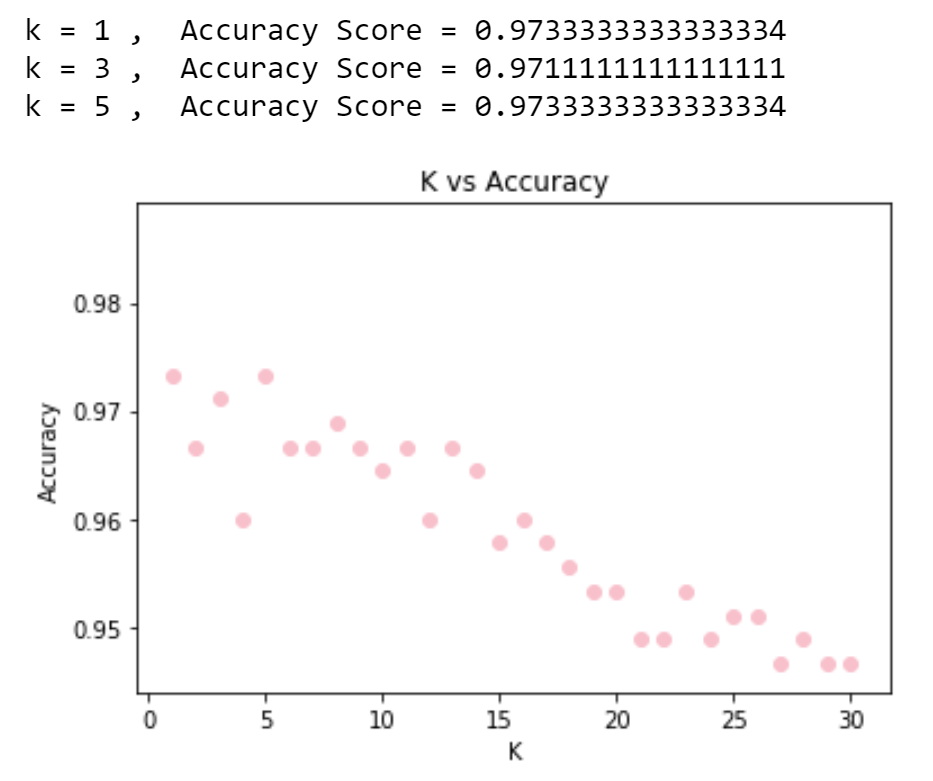 k = 1 ,  Accuracy Score = 0.9733333333333334
k = 3 ,  Accuracy Score = 0.9711111111111111
k = 5 ,  Accuracy Score = 0.9733333333333334
K vs Accuracy
Accuracy
0.98
0.97
0.96
0.95
0 5 10 15 20 25 30
K